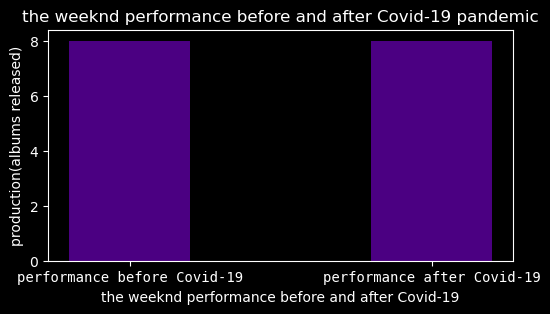 the weeknd performance before and after Covid-19 pandemic
production(albums released)
8
6
4
2
0
performance before Covid-19
performance after Covid-19
the weeknd performance before and after Covid-19